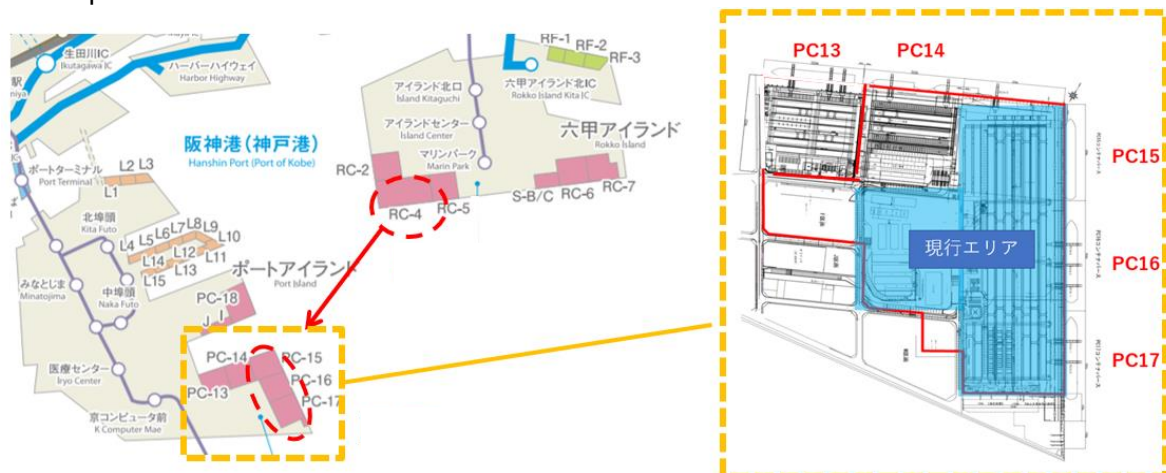 生田川IC
Ikutagawa IC
ハーバーハイウェイ
Harbor Highway
駅
阪神港(神戸港)
Hanshin Port (Port of Kobe)
ポートターミナル
Port Terminal
L2
L3
L1
北埠頭
Kita Futo
L4
L5
L6
L7
L8
L9
L10
L11
L12
L13
L14
L15
みなとじま
Minatojima
中埠頭
Naka Futo
ポートアイランド
Port Island
PC-18
J
I
PC-14
PC-15
PC-13
PC-16
PC-17
医療センター
Iryo Center
京コンピュータ前
K Computer Mae
RF-1
RF-2
RF-3
アイランド北口
Island Kitaguchi
六甲アイランド北IC
Rokko Island Kita IC
アイランドセンター
Island Center
六甲アイランド
Rokko Island
マリンパーク
Marin Park
RC-2
RC-4
RC-5
S-B/C
RC-6
RC-7
PC13
PC14
PC15
現行エリア
PC16
PC17